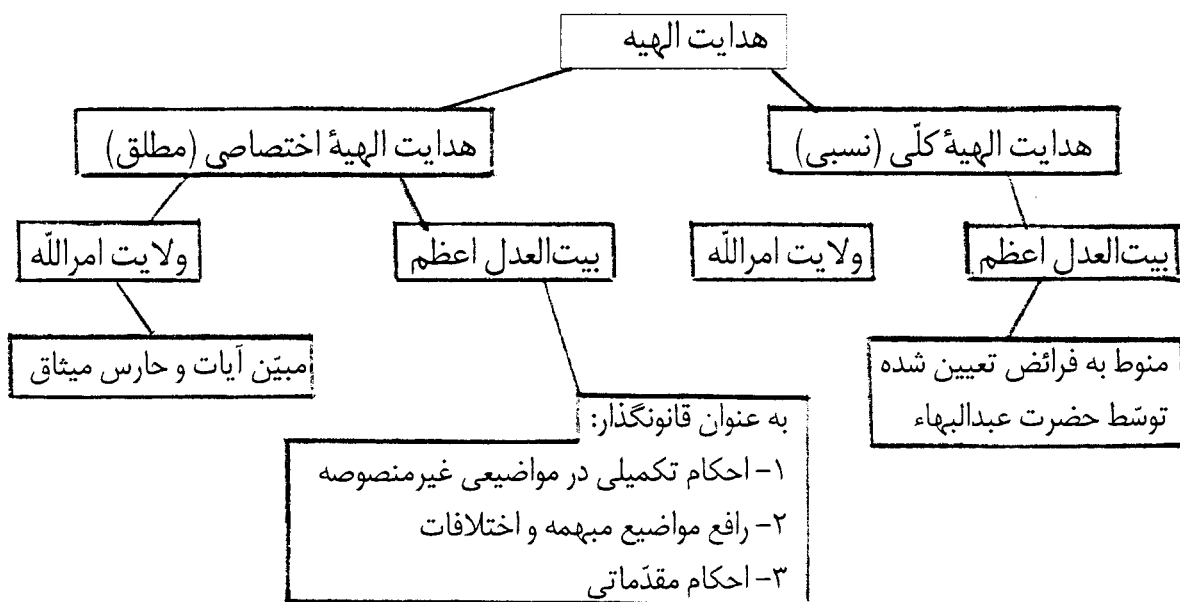 هدایت الهیه
هدایت الهیهٔ کلّی (نسبی)
هدایت الهیهٔ اختصاصی (مطلق)
بیت‌العدل اعظم
ولایت امراللّه
بیت‌العدل اعظم
ولایت امراللّه
منوط به فرائض تعیین شده
توسّط حضرت عبدالبهاء
مبیّن آیات و حارس میثاق
به عنوان قانونگذار:
۱- احکام تکمیلی در مواضیعی غیرمنصوصه
۲- رافع مواضیع مبهمه و اختلافات
۳- احکام مقدّماتی